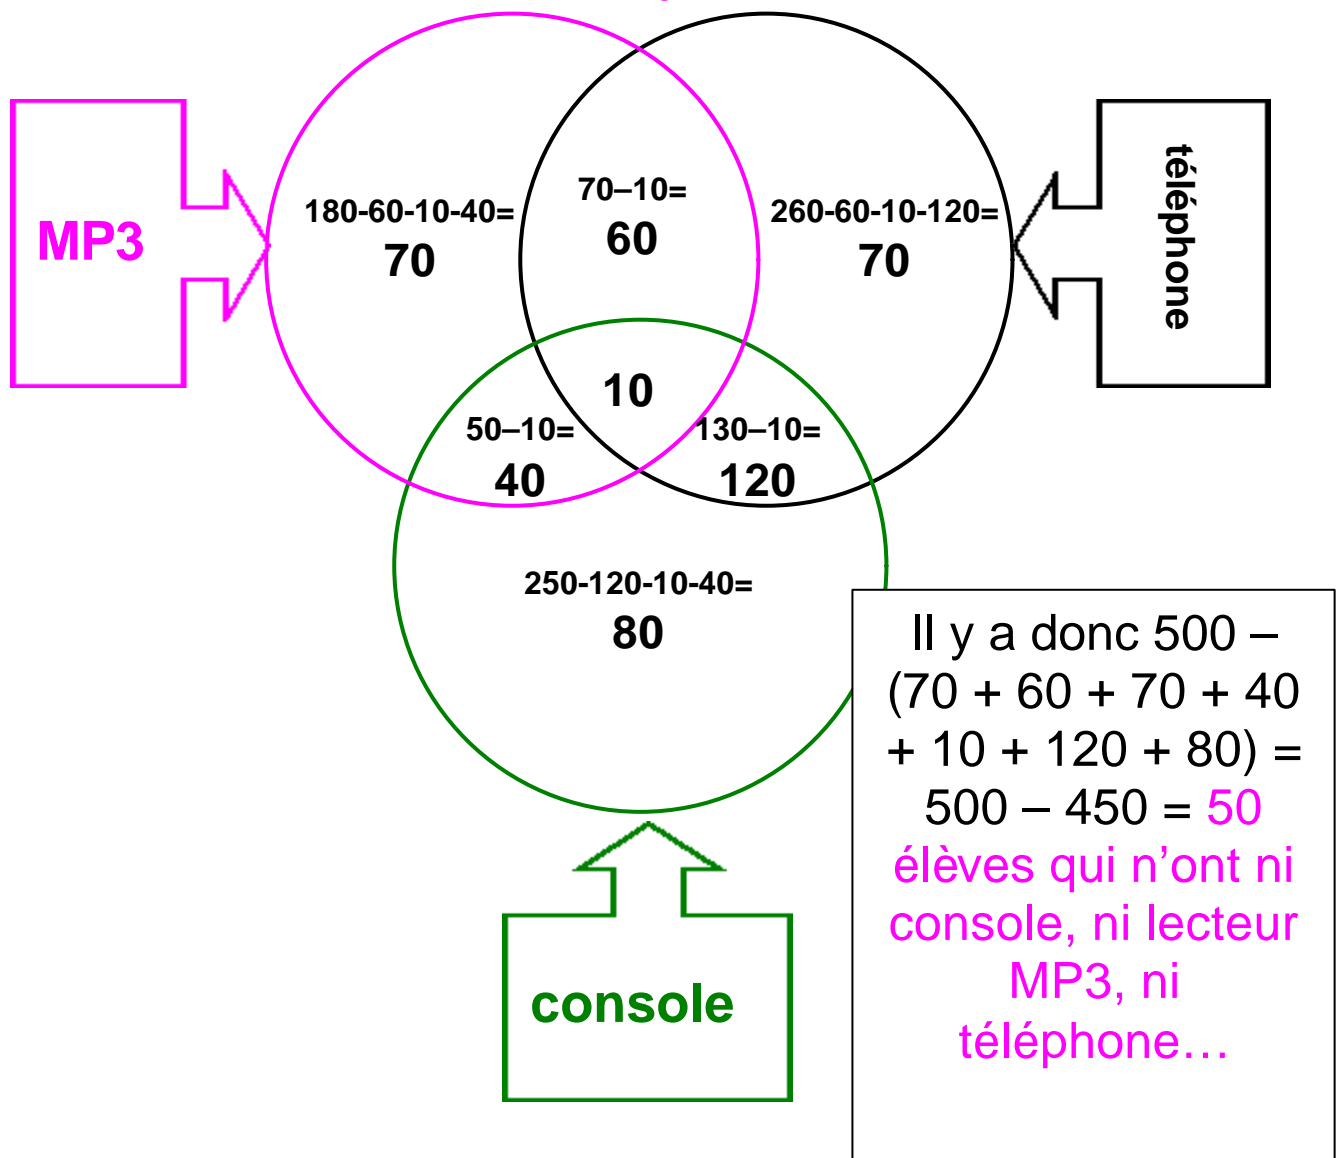 MP3
téléphone
180-60-10-40=
70
70–10=
60
260-60-10-120=
70
10
50–10=
40
130–10=
120
250-120-10-40=
80
console
Il y a donc 500 –
(70 + 60 + 70 + 40
+ 10 + 120 + 80) =
500 – 450 = 50
élèves qui n’ont ni
console, ni lecteur
MP3, ni
téléphone…